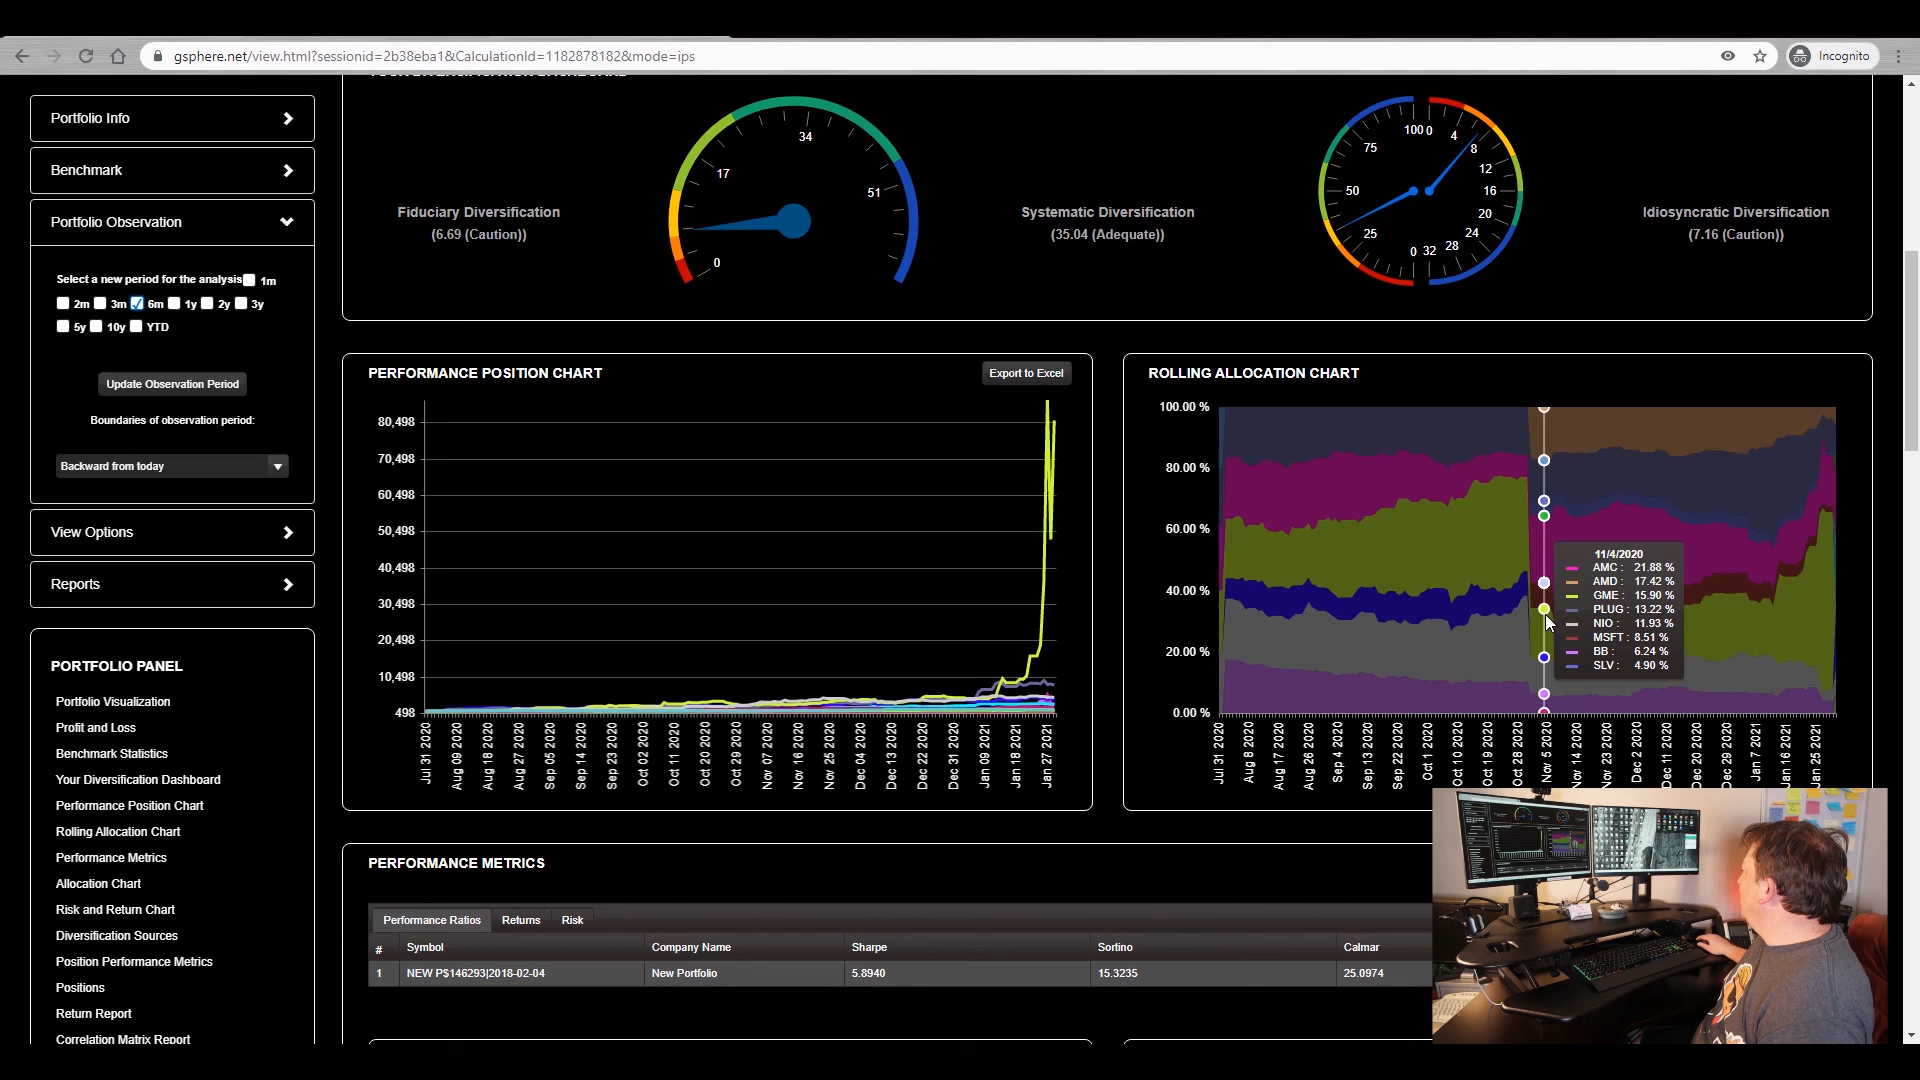 gsphere.net/view.html?sessionid=2b38eba1&CalculationId=1182878182&mode=ips
Incognito
Portfolio Info
Benchmark
Portfolio Observation
Select a new period for the analysis 1m
2m 3m 6m 1y 2y 3y
5y 10y YTD
Update Observation Period
Boundaries of observation period:
Backward from today
View Options
Reports
PORTFOLIO PANEL
Portfolio Visualization
Profit and Loss
Benchmark Statistics
Your Diversification Dashboard
Performance Position Chart
Rolling Allocation Chart
Performance Metrics
Allocation Chart
Risk and Return Chart
Diversification Sources
Position Performance Metrics
Positions
Return Report
Correlation Matrix Report
Fiduciary Diversification
(6.69 (Caution))
0
17
34
51
Systematic Diversification
(35.04 (Adequate))
0
25
50
75
100
0
4
8
12
16
20
24
28
32
Idiosyncratic Diversification
(7.16 (Caution))
PERFORMANCE POSITION CHART
Export to Excel
80,498
70,498
60,498
50,498
40,498
30,498
20,498
10,498
498
Jul 31 2020
Aug 09 2020
Aug 18 2020
Aug 27 2020
Sep 05 2020
Sep 14 2020
Sep 23 2020
Oct 02 2020
Oct 11 2020
Oct 20 2020
Oct 29 2020
Nov 07 2020
Nov 16 2020
Nov 25 2020
Dec 04 2020
Dec 13 2020
Dec 22 2020
Dec 31 2020
Jan 09 2021
Jan 18 2021
Jan 27 2021
ROLLING ALLOCATION CHART
100.00 %
80.00 %
60.00 %
40.00 %
20.00 %
0.00 %
11/4/2020
AMC : 21.88 %
AMD : 17.42 %
GME : 15.90 %
PLUG : 13.22 %
NIO : 11.93 %
MSFT : 8.51 %
BB : 6.24 %
SLV : 4.90 %
Jul 31 2020
Aug 8 2020
Aug 17 2020
Aug 26 2020
Sep 4 2020
Sep 13 2020
Sep 22 2020
Oct 1 2020
Oct 10 2020
Oct 19 2020
Oct 28 2020
Nov 5 2020
Nov 14 2020
Nov 23 2020
Dec 2 2020
Dec 11 2020
Dec 20 2020
Dec 29 2020
Jan 7 2021
Jan 16 2021
Jan 25 2021
PERFORMANCE METRICS
Performance Ratios Returns Risk
# Symbol Company Name Sharpe Sortino Calmar
1 NEW P$146293|2018-02-04 New Portfolio 5.8940 15.3235 25.0974